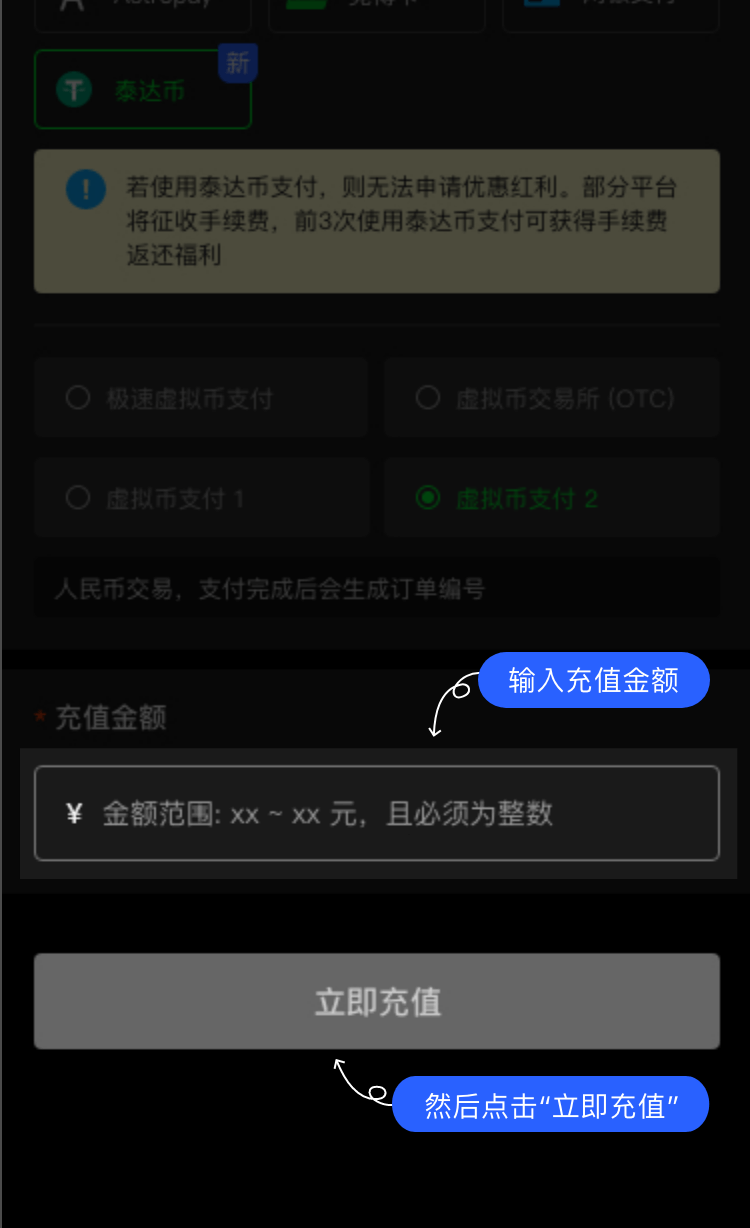 Astropay
新
泰达币
若使用泰达币支付，则无法申请优惠红利。部分平台
将征收手续费，前3次使用泰达币支付可获得手续费
返还福利
极速虚拟币支付
虚拟币交易所 (OTC)
虚拟币支付 1
虚拟币支付 2
人民币交易，支付完成后会生成订单编号
输入充值金额
* 充值金额
¥ 金额范围: xx ~ xx 元，且必须为整数
立即充值
然后点击“立即充值”